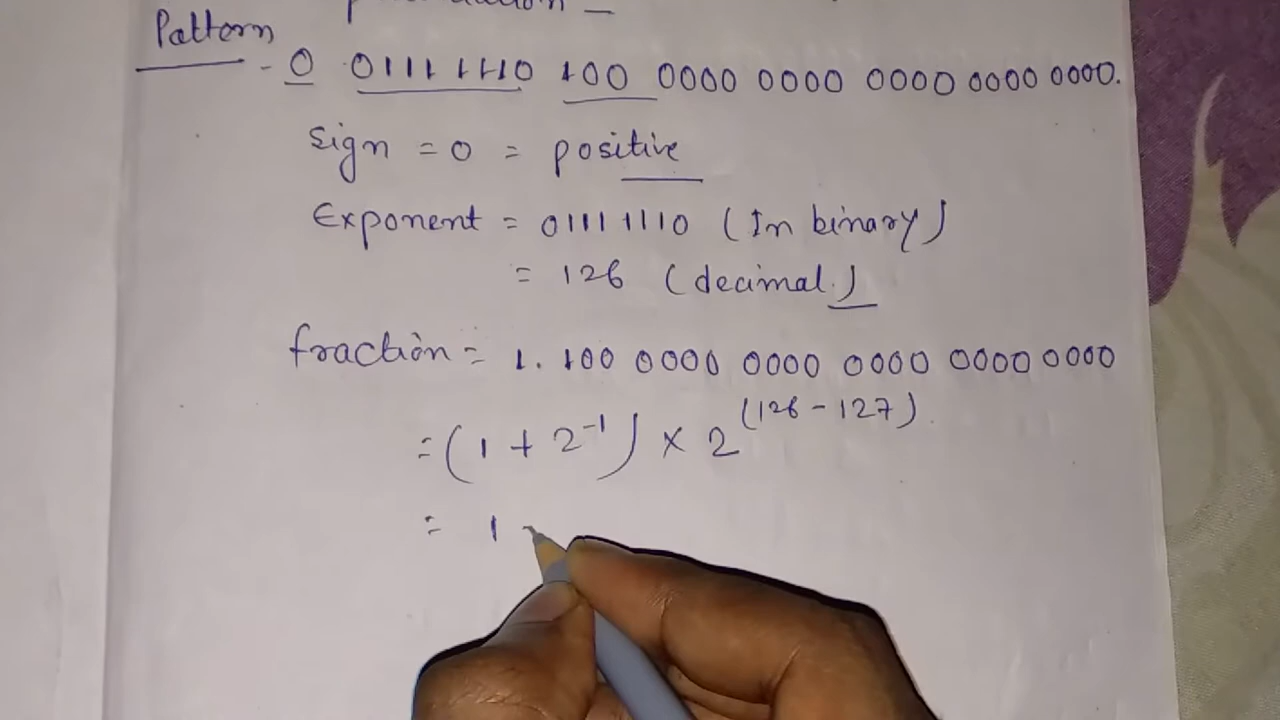 Pattern
- 0 01111110 100 0000 0000 0000 0000 0000.
Sign = 0 = positive
Exponent = 01111110 (In binary)
= 126 (decimal)
fraction = 1.100 0000 0000 0000 0000 0000
= (1 + 2⁻¹) × 2⁽¹²⁶⁻¹²⁷⁾
= 1